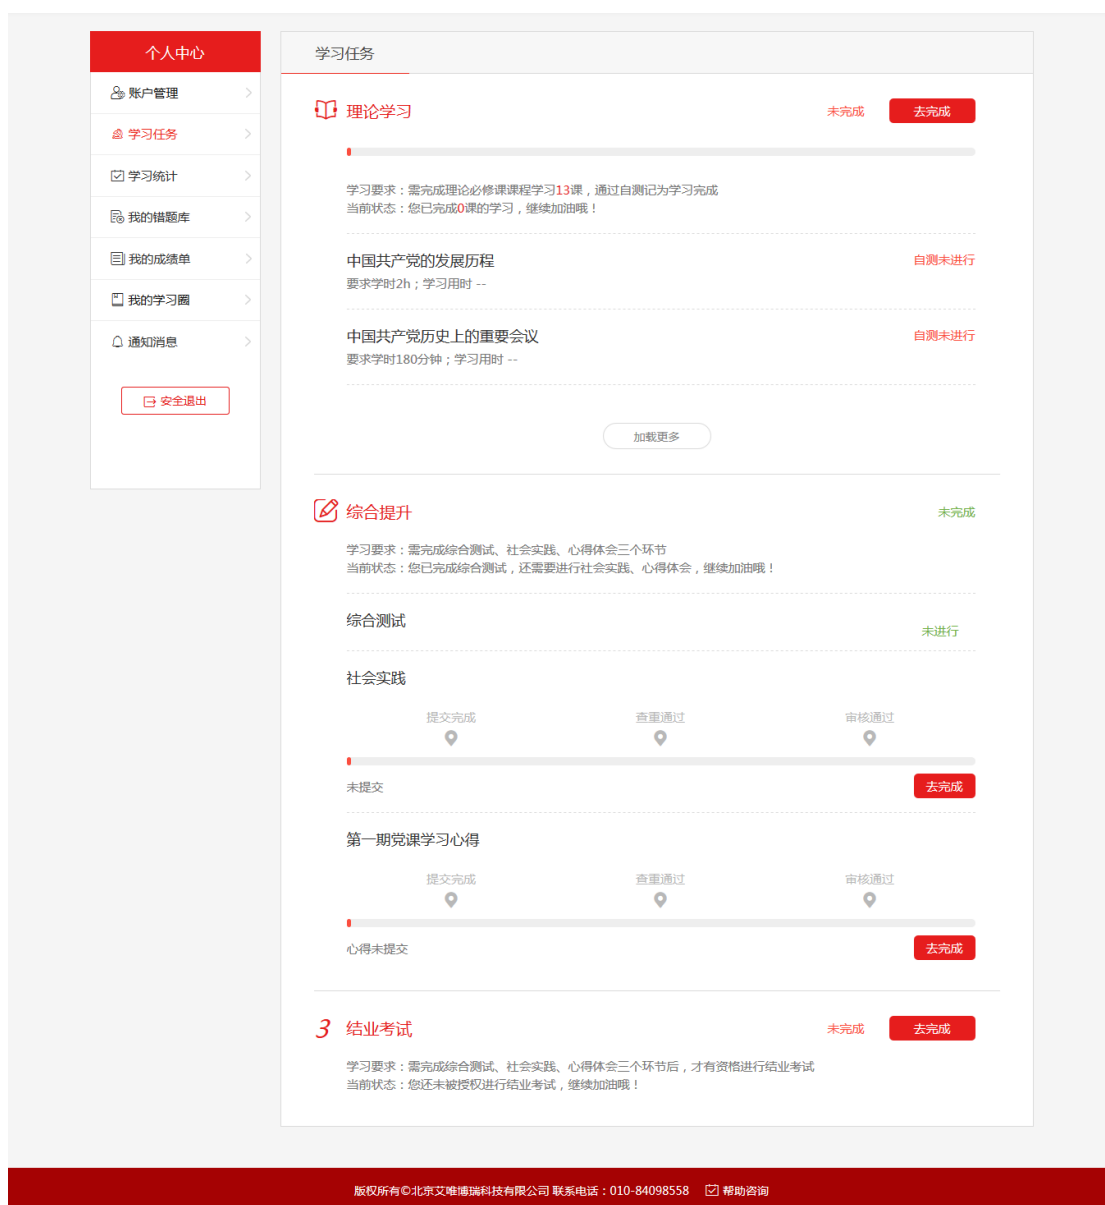 个人中心
账户管理
学习任务
学习统计
我的错题库
我的成绩单
我的学习圈
通知消息
安全退出
学习任务
理论学习 未完成 去完成
学习要求：需完成理论必修课课程学习13课，通过自测记为学习完成
当前状态：您已完成0课的学习，继续加油哦！
中国共产党的发展历程 自测未进行
要求学时2h；学习用时 --
中国共产党历史上的重要会议 自测未进行
要求学时180分钟；学习用时 --
加载更多
综合提升 未完成
学习要求：需完成综合测试、社会实践、心得体会三个环节
当前状态：您已完成综合测试，还需要进行社会实践、心得体会，继续加油哦！
综合测试 未进行
社会实践
提交完成 查重通过 审核通过
未提交 去完成
第一期党课学习心得
提交完成 查重通过 审核通过
心得未提交 去完成
3 结业考试 未完成 去完成
学习要求：需完成综合测试、社会实践、心得体会三个环节后，才有资格进行结业考试
当前状态：您还未被授权进行结业考试，继续加油哦！
版权所有©北京艾唯博瑞科技有限公司 联系电话：010-84098558 帮助咨询